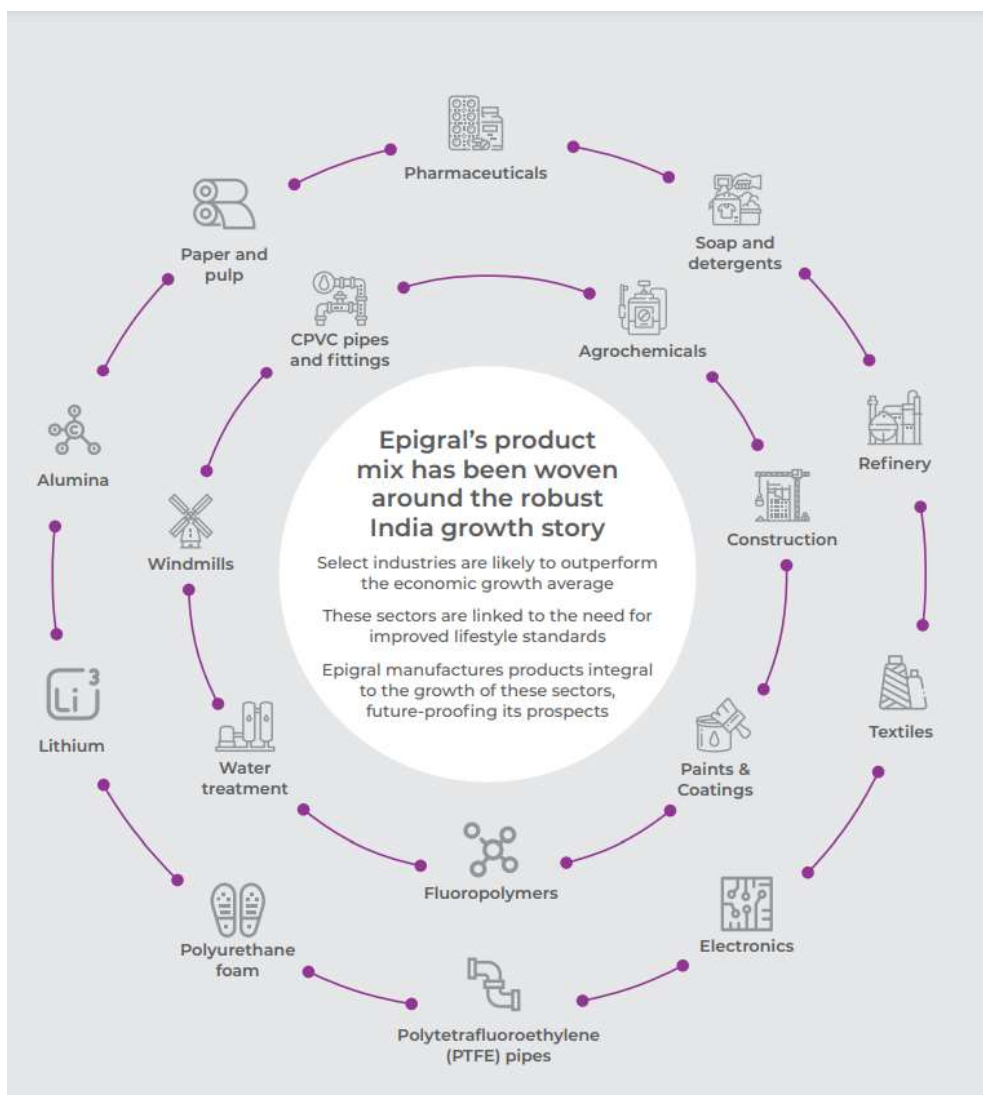 Pharmaceuticals
Soap and
detergents
Paper and
pulp
CPVC pipes
and fittings
Agrochemicals
Alumina
Refinery
Windmills
Construction
Epigral's product
mix has been woven
around the robust
India growth story
Select industries are likely to outperform
the economic growth average
These sectors are linked to the need for
improved lifestyle standards
Epigral manufactures products integral
to the growth of these sectors,
future-proofing its prospects
Li 3
Lithium
Textiles
Water
treatment
Paints &
Coatings
Fluoropolymers
Polyurethane
foam
Electronics
Polytetrafluoroethylene
(PTFE) pipes